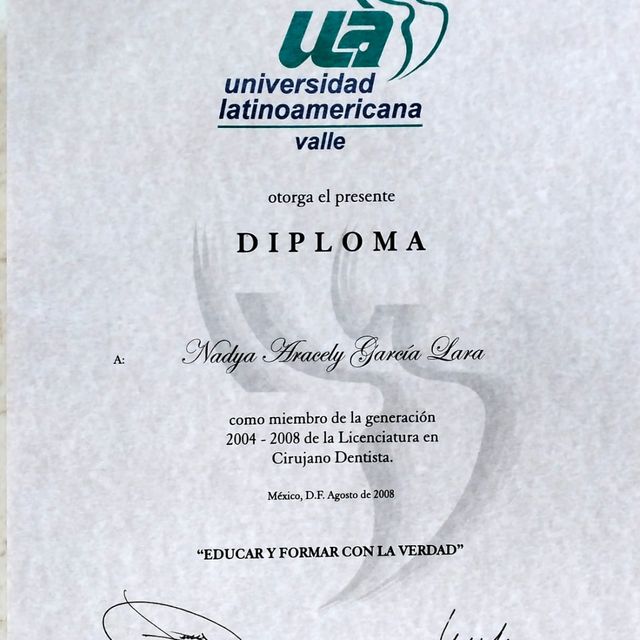 ula
universidad
latinoamericana
valle
otorga el presente
DIPLOMA
A: Nadya Aracely García Lara
como miembro de la generación
2004 - 2008 de la Licenciatura en
Cirujano Dentista.
México, D.F. Agosto de 2008
“EDUCAR Y FORMAR CON LA VERDAD”